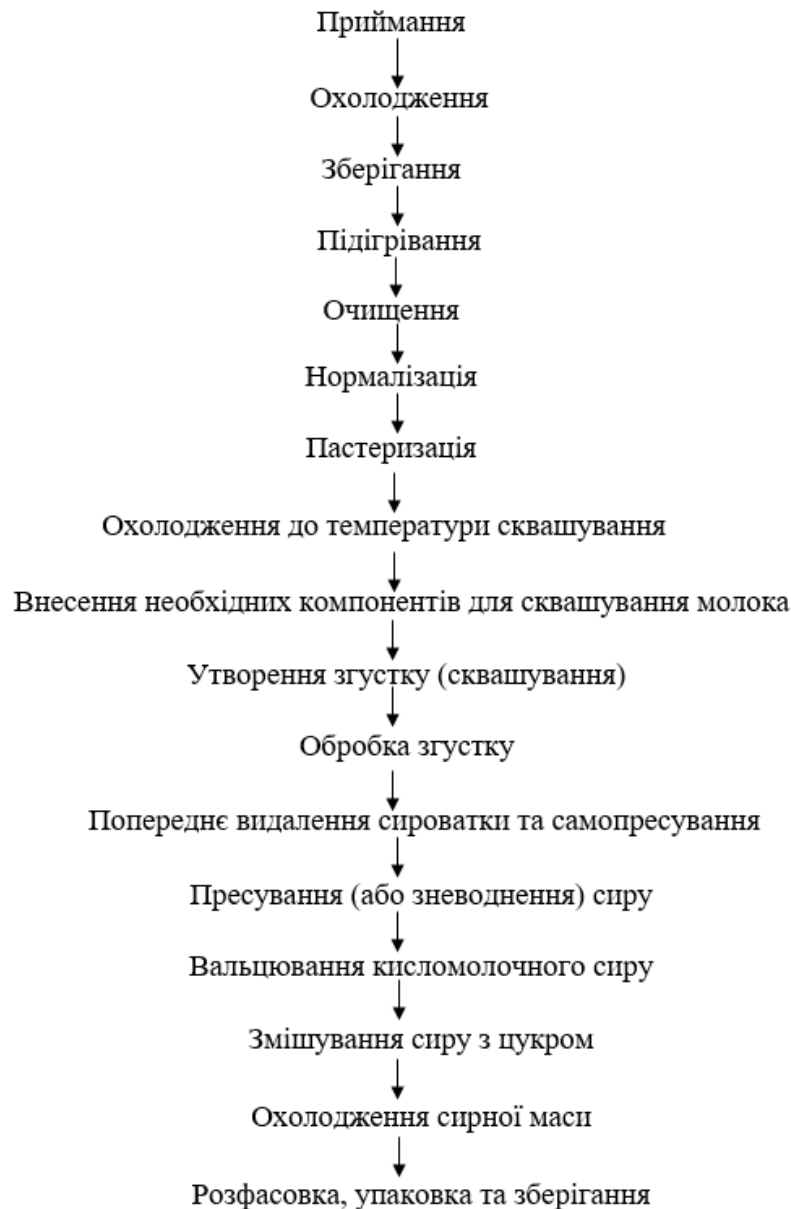 Приймання
Охолодження
Зберігання
Підігрівання
Очищення
Нормалізація
Пастеризація
Охолодження до температури сквашування
Внесення необхідних компонентів для сквашування молока
Утворення згустку (сквашування)
Обробка згустку
Попереднє видалення сироватки та самопресування
Пресування (або зневоднення) сиру
Вальцювання кисломолочного сиру
Змішування сиру з цукром
Охолодження сирної маси
Розфасовка, упаковка та зберігання